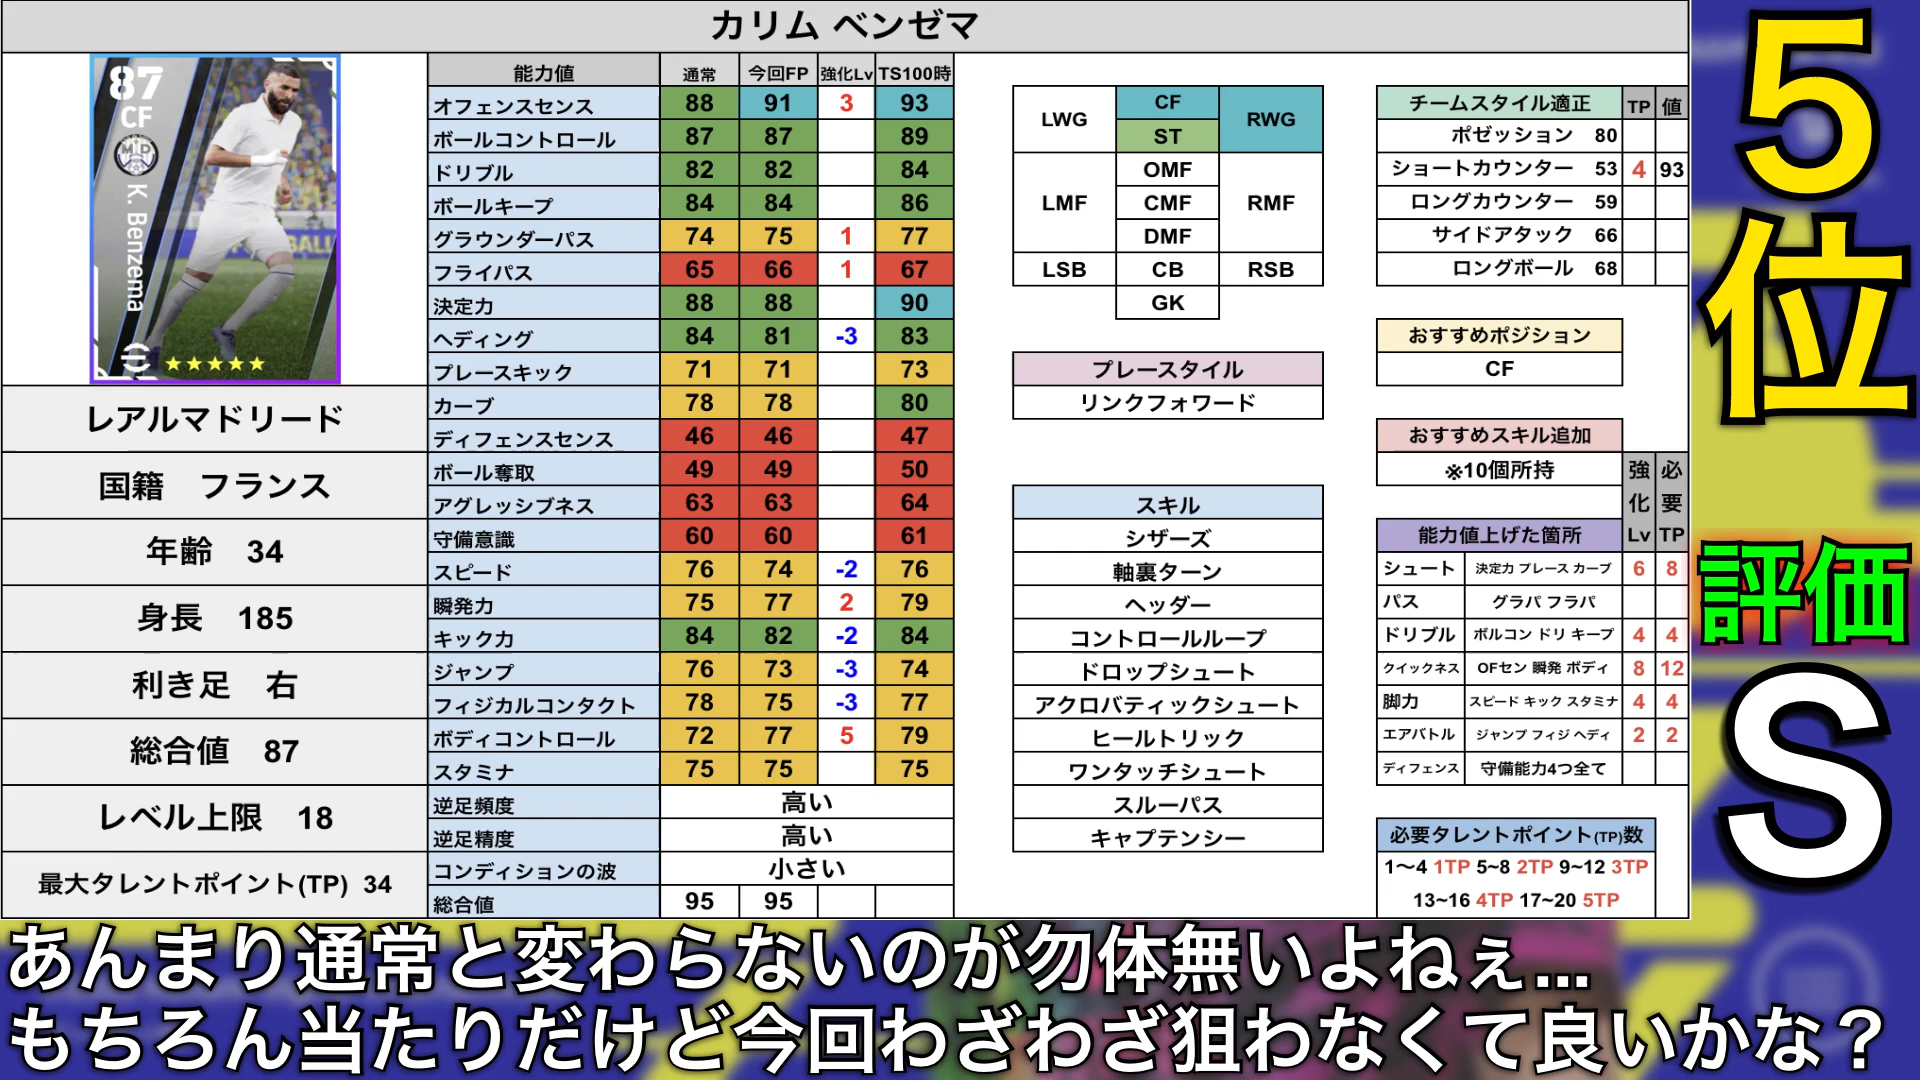 カリム ベンゼマ
87
CF
K. Benzema
レアルマドリード
国籍 フランス
年齢 34
身長 185
利き足 右
総合値 87
レベル上限 18
最大タレントポイント(TP) 34
能力値 通常 今回FP 強化Lv TS100時
オフェンスセンス 88 91 3 93
ボールコントロール 87 87 89
ドリブル 82 82 84
ボールキープ 84 84 86
グラウンダーパス 74 75 1 77
フライパス 65 66 1 67
決定力 88 88 90
ヘディング 84 81 -3 83
プレースキック 71 71 73
カーブ 78 78 80
ディフェンスセンス 46 46 47
ボール奪取 49 49 50
アグレッシブネス 63 63 64
守備意識 60 60 61
スピード 76 74 -2 76
瞬発力 75 77 2 79
キック力 84 82 -2 84
ジャンプ 76 73 -3 74
フィジカルコンタクト 78 75 -3 77
ボディコントロール 72 77 5 79
スタミナ 75 75 75
逆足頻度 高い
逆足精度 高い
コンディションの波 小さい
総合値 95 95
LWG CF RWG
ST
OMF
LMF CMF RMF
DMF
LSB CB RSB
GK
プレースタイル
リンクフォワード
スキル
シザーズ
軸裏ターン
ヘッダー
コントロールループ
ドロップシュート
アクロバティックシュート
ヒールトリック
ワンタッチシュート
スルーパス
キャプテンシー
チームスタイル適正 TP 値
ポゼッション 80
ショートカウンター 53 4 93
ロングカウンター 59
サイドアタック 66
ロングボール 68
おすすめポジション
CF
おすすめスキル追加
※10個所持
能力値上げた箇所 強化Lv 必要TP
シュート 決定力 プレース カーブ 6 8
パス グラパ フラパ
ドリブル ボルコン ドリ キープ 4 4
クイックネス OFセン 瞬発 ボディ 8 12
脚力 スピード キック スタミナ 4 4
エアバトル ジャンプ フィジ ヘディ 2 2
ディフェンス 守備能力4つ全て
必要タレントポイント(TP)数
1〜4 1TP 5~8 2TP 9~12 3TP
13~16 4TP 17~20 5TP
5位
評価
S
あんまり通常と変わらないのが勿体無いよねぇ...
もちろん当たりだけど今回わざわざ狙わなくて良いかな？